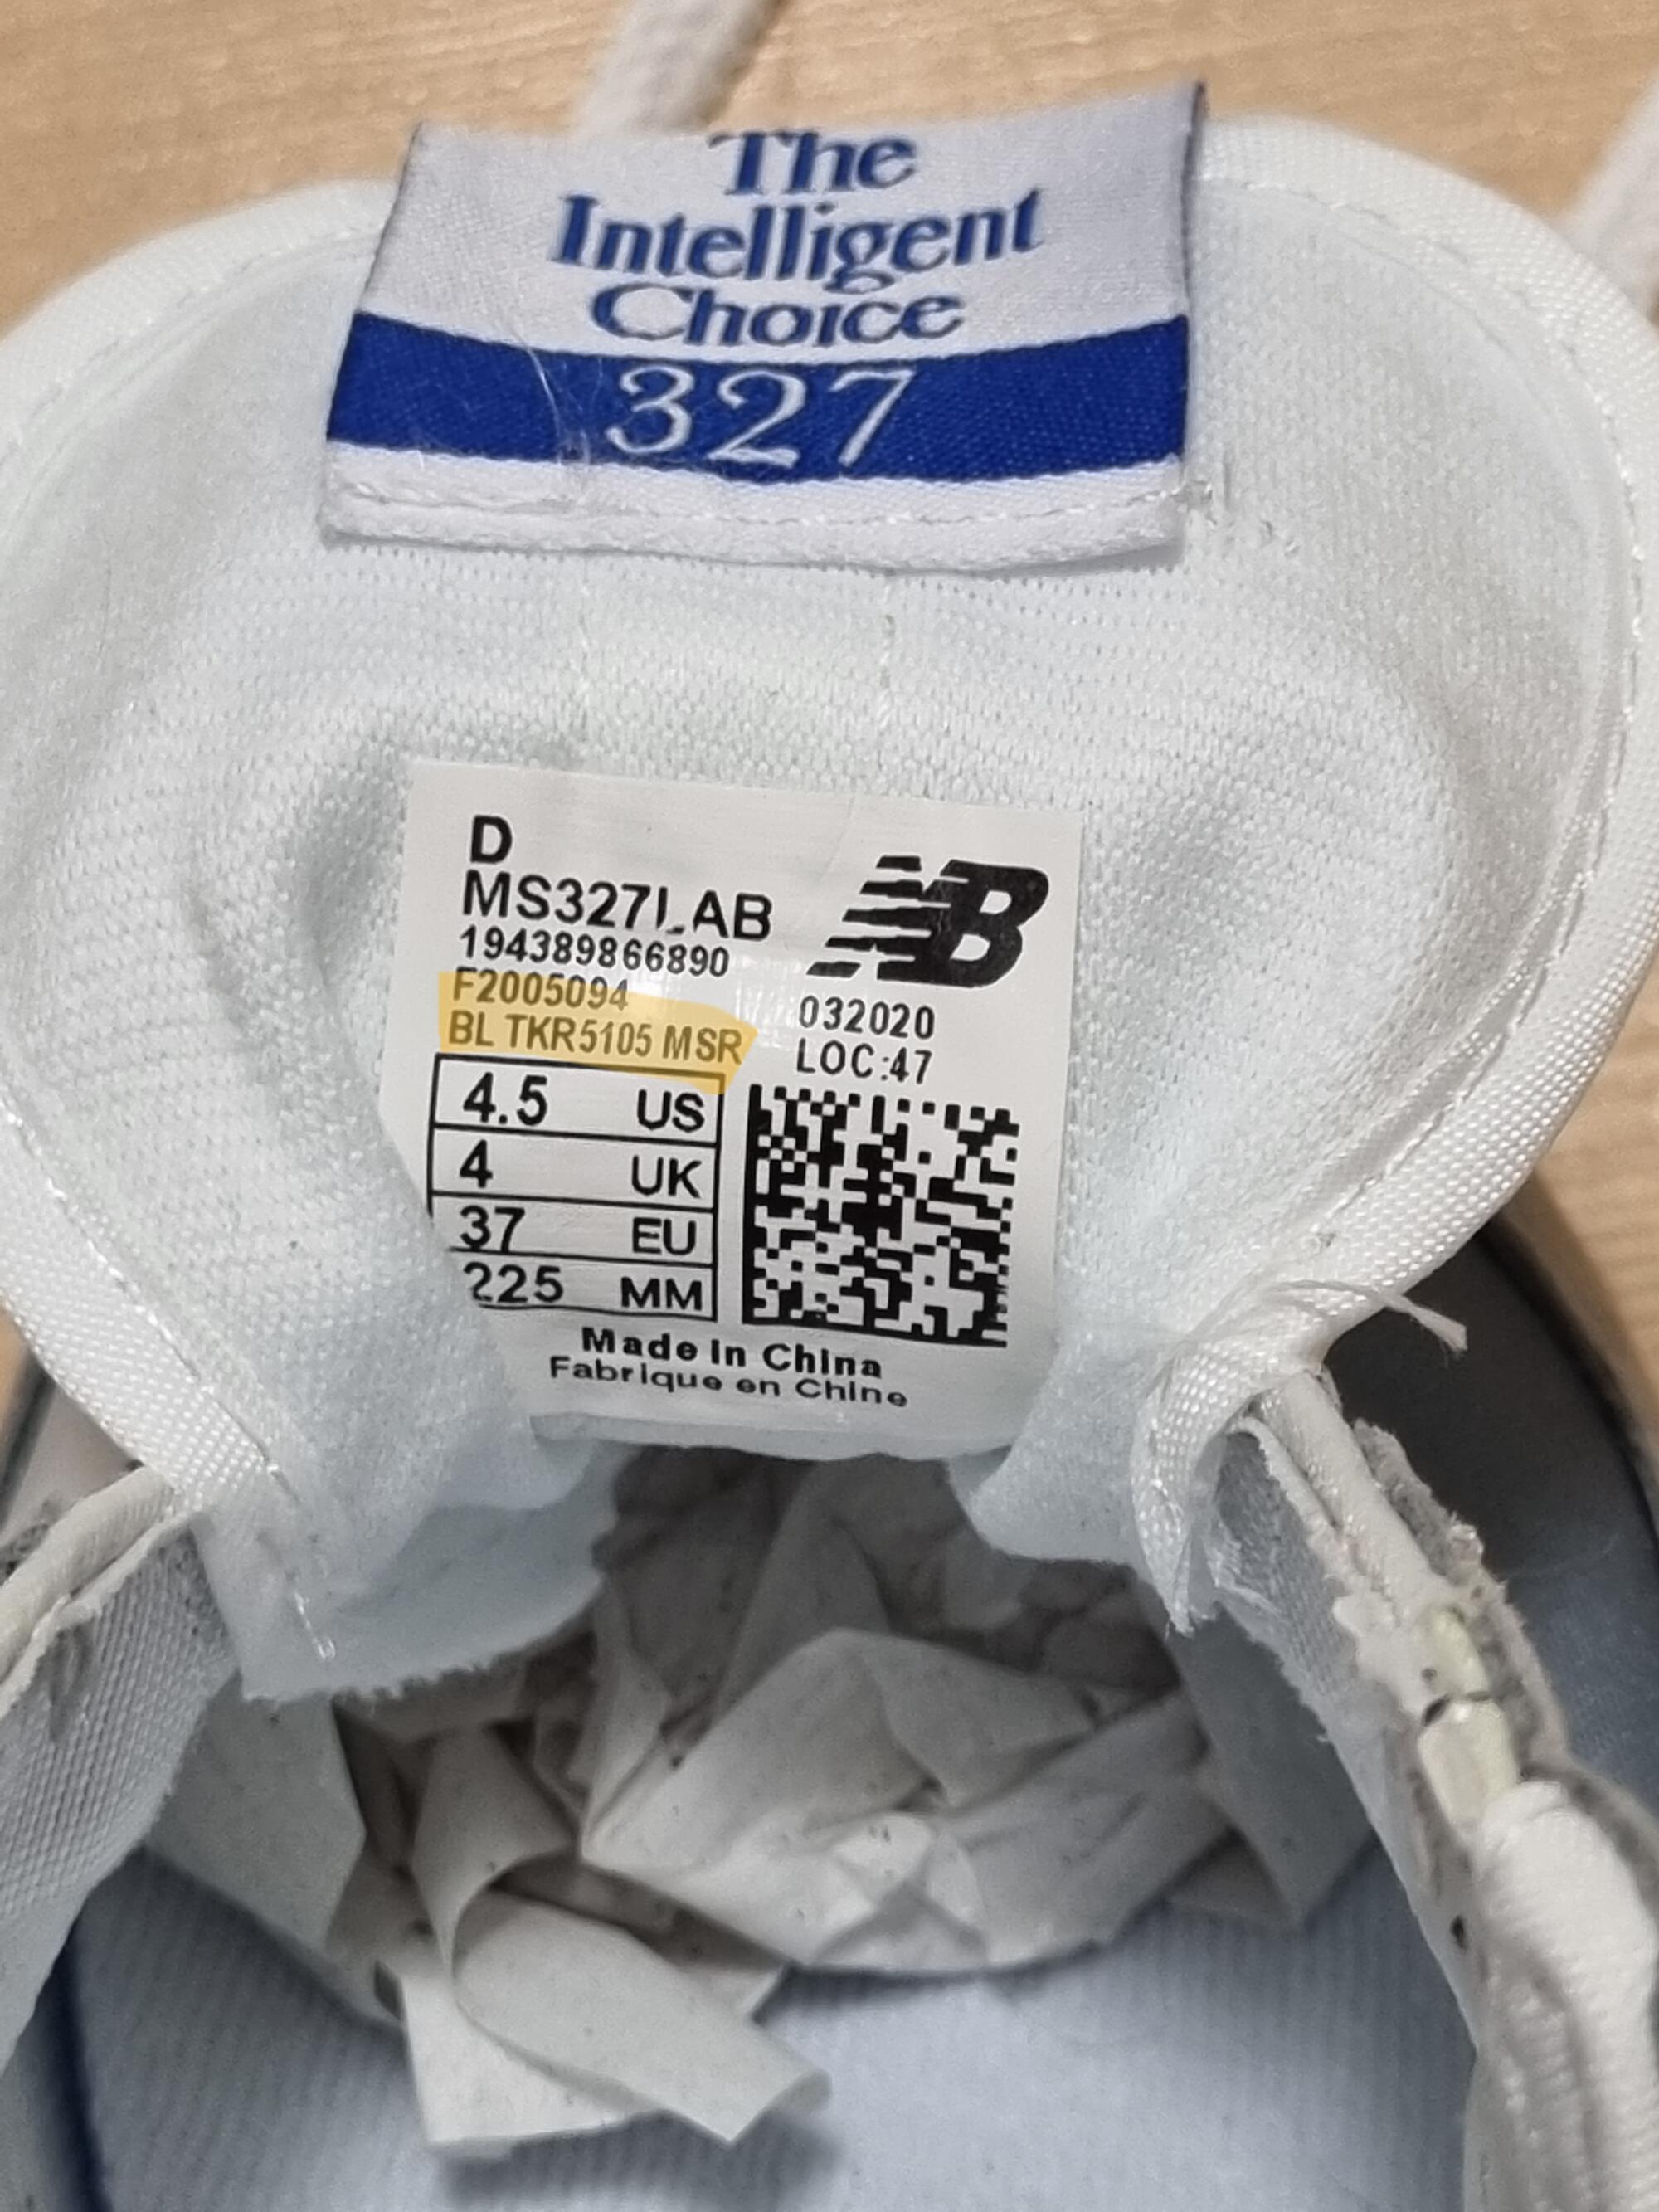 The
Intelligent
Choice
327
D
MS327LAB
194389866890
F2005094
BL TKR5105 MSR
NB
032020
LOC:47
4.5 US
4 UK
37 EU
225 MM
Made in China
Fabrique en Chine